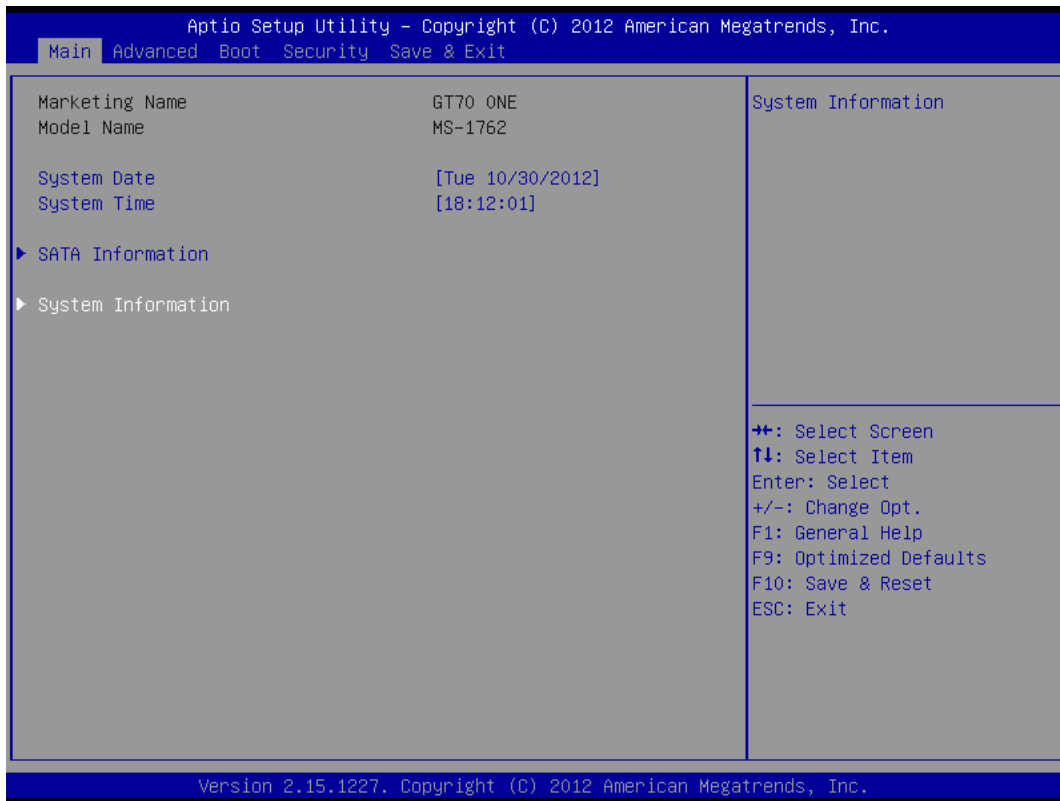 Aptio Setup Utility – Copyright (C) 2012 American Megatrends, Inc.
Main Advanced Boot Security Save & Exit
Marketing Name GT70 ONE
Model Name MS-1762
System Date [Tue 10/30/2012]
System Time [18:12:01]
SATA Information
System Information
System Information
→←: Select Screen
↑↓: Select Item
Enter: Select
+/-: Change Opt.
F1: General Help
F9: Optimized Defaults
F10: Save & Reset
ESC: Exit
Version 2.15.1227. Copyright (C) 2012 American Megatrends, Inc.